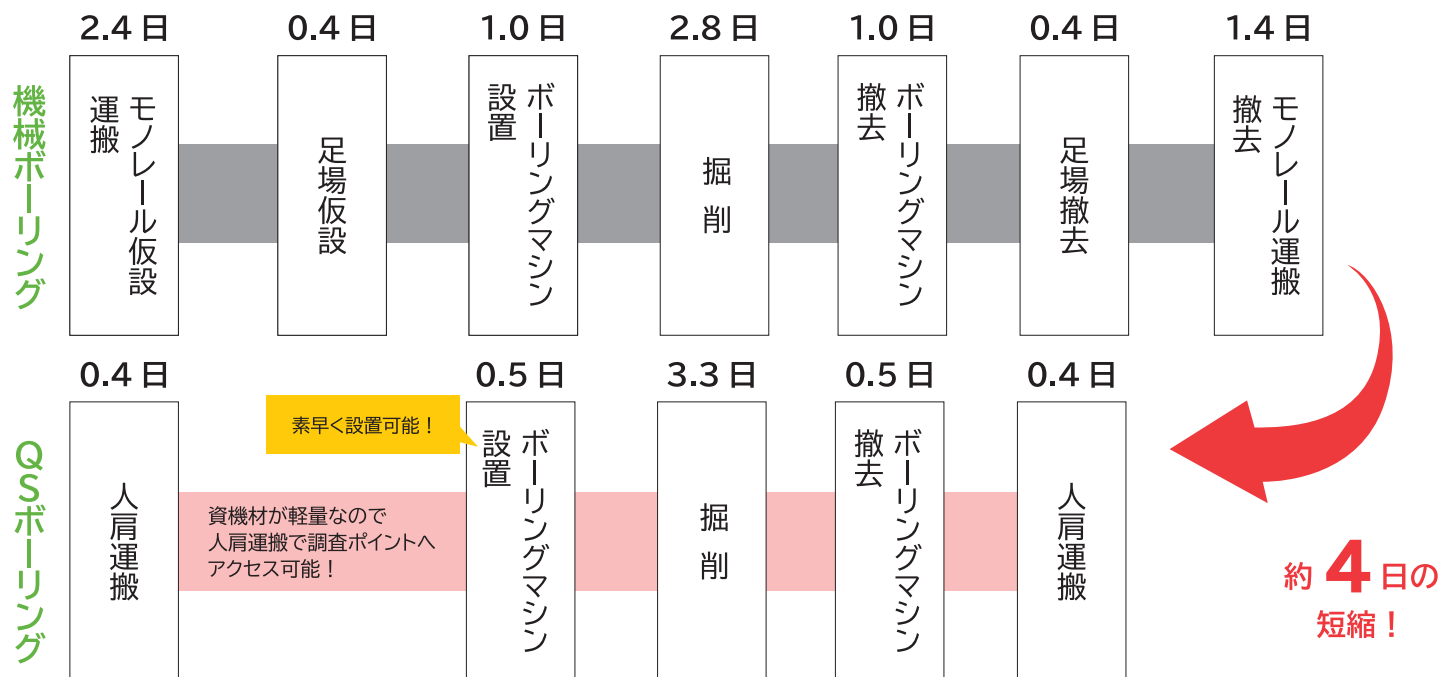 機械ボーリング
2.4日
モノレール仮設
運搬
0.4日
足場仮設
1.0日
ボーリングマシン
設置
2.8日
掘削
1.0日
ボーリングマシン
撤去
0.4日
足場撤去
1.4日
モノレール運搬
撤去
QSボーリング
0.4日
人肩運搬
資機材が軽量なので
人肩運搬で調査ポイントへ
アクセス可能！
素早く設置可能！
0.5日
ボーリングマシン
設置
3.3日
掘削
0.5日
ボーリングマシン
撤去
0.4日
人肩運搬
約4日の
短縮！